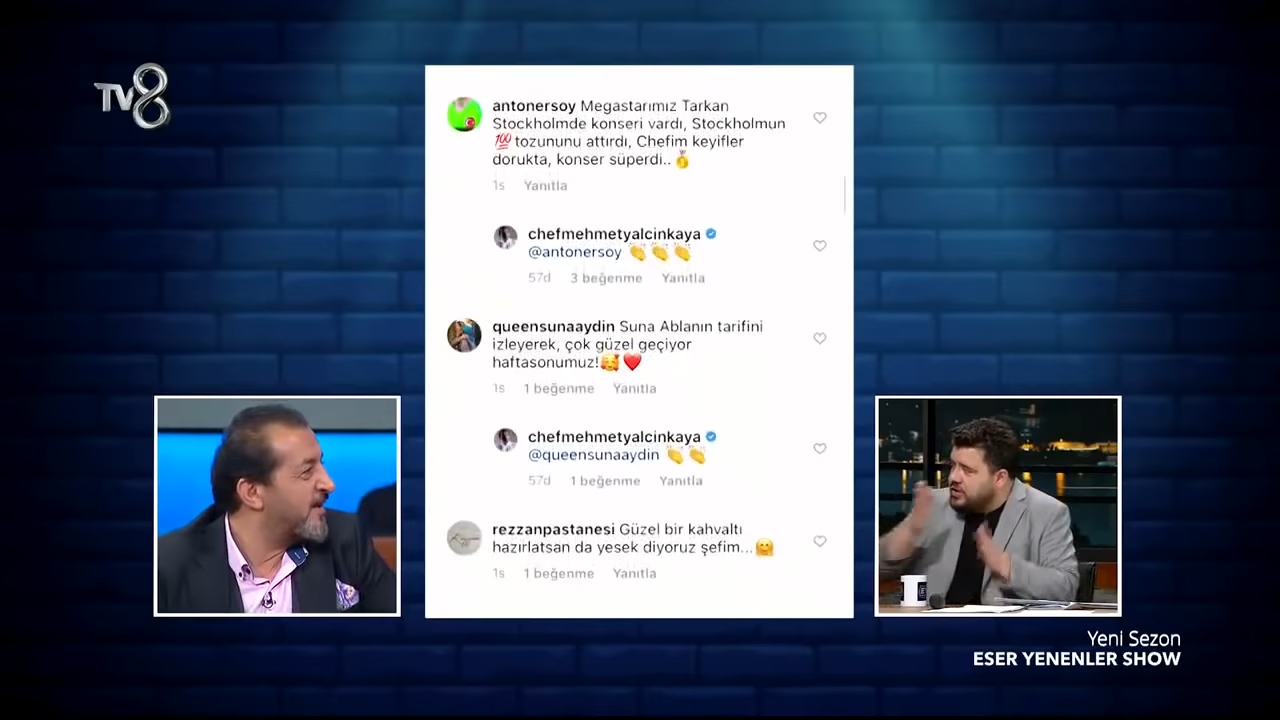 TV8
antonersoy Megastarımız Tarkan
Stockholmde konseri vardı, Stockholmun
💯 tozununu attırdı, Chefim keyifler
dorukta, konser süperdi..🥇
1s Yanıtla
chefmehmetyalcinkaya
@antonersoy 👏👏👏
57d 3 beğenme Yanıtla
queensunaaydin Suna Ablanın tarifini
izleyerek, çok güzel geçiyor
haftasonumuz!🥰❤️
1s 1 beğenme Yanıtla
chefmehmetyalcinkaya
@queensunaaydin 👏👏
57d 1 beğenme Yanıtla
rezzanpastanesi Güzel bir kahvaltı
hazırlatsan da yesek diyoruz şefim...🤗
1s 1 beğenme Yanıtla
Yeni Sezon
ESER YENENLER SHOW